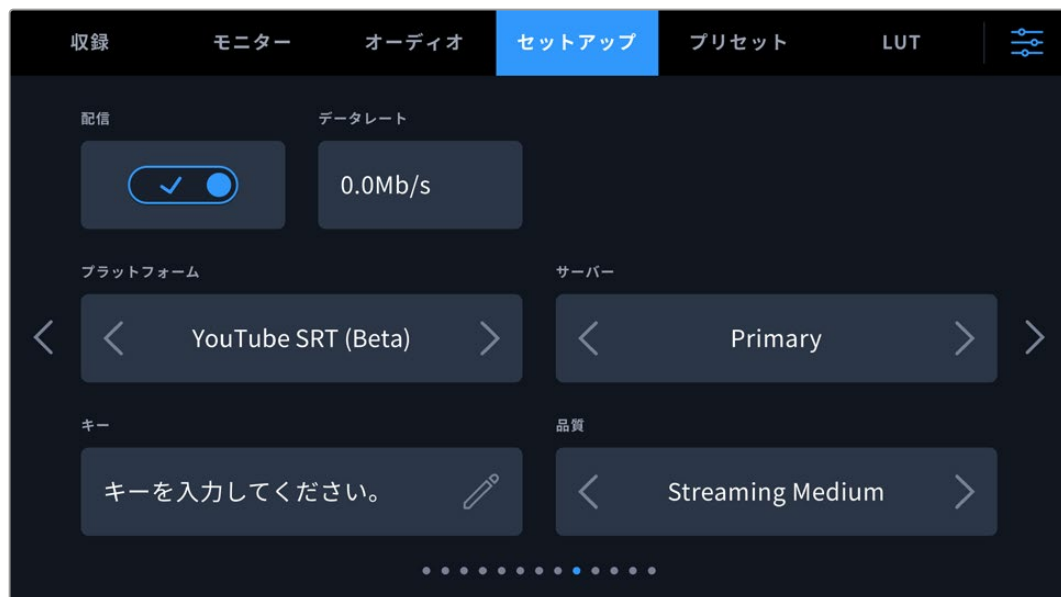 収録 モニター オーディオ セットアップ プリセット LUT
配信 データレート
0.0Mb/s
プラットフォーム サーバー
YouTube SRT (Beta) Primary
キー 品質
キーを入力してください。 Streaming Medium